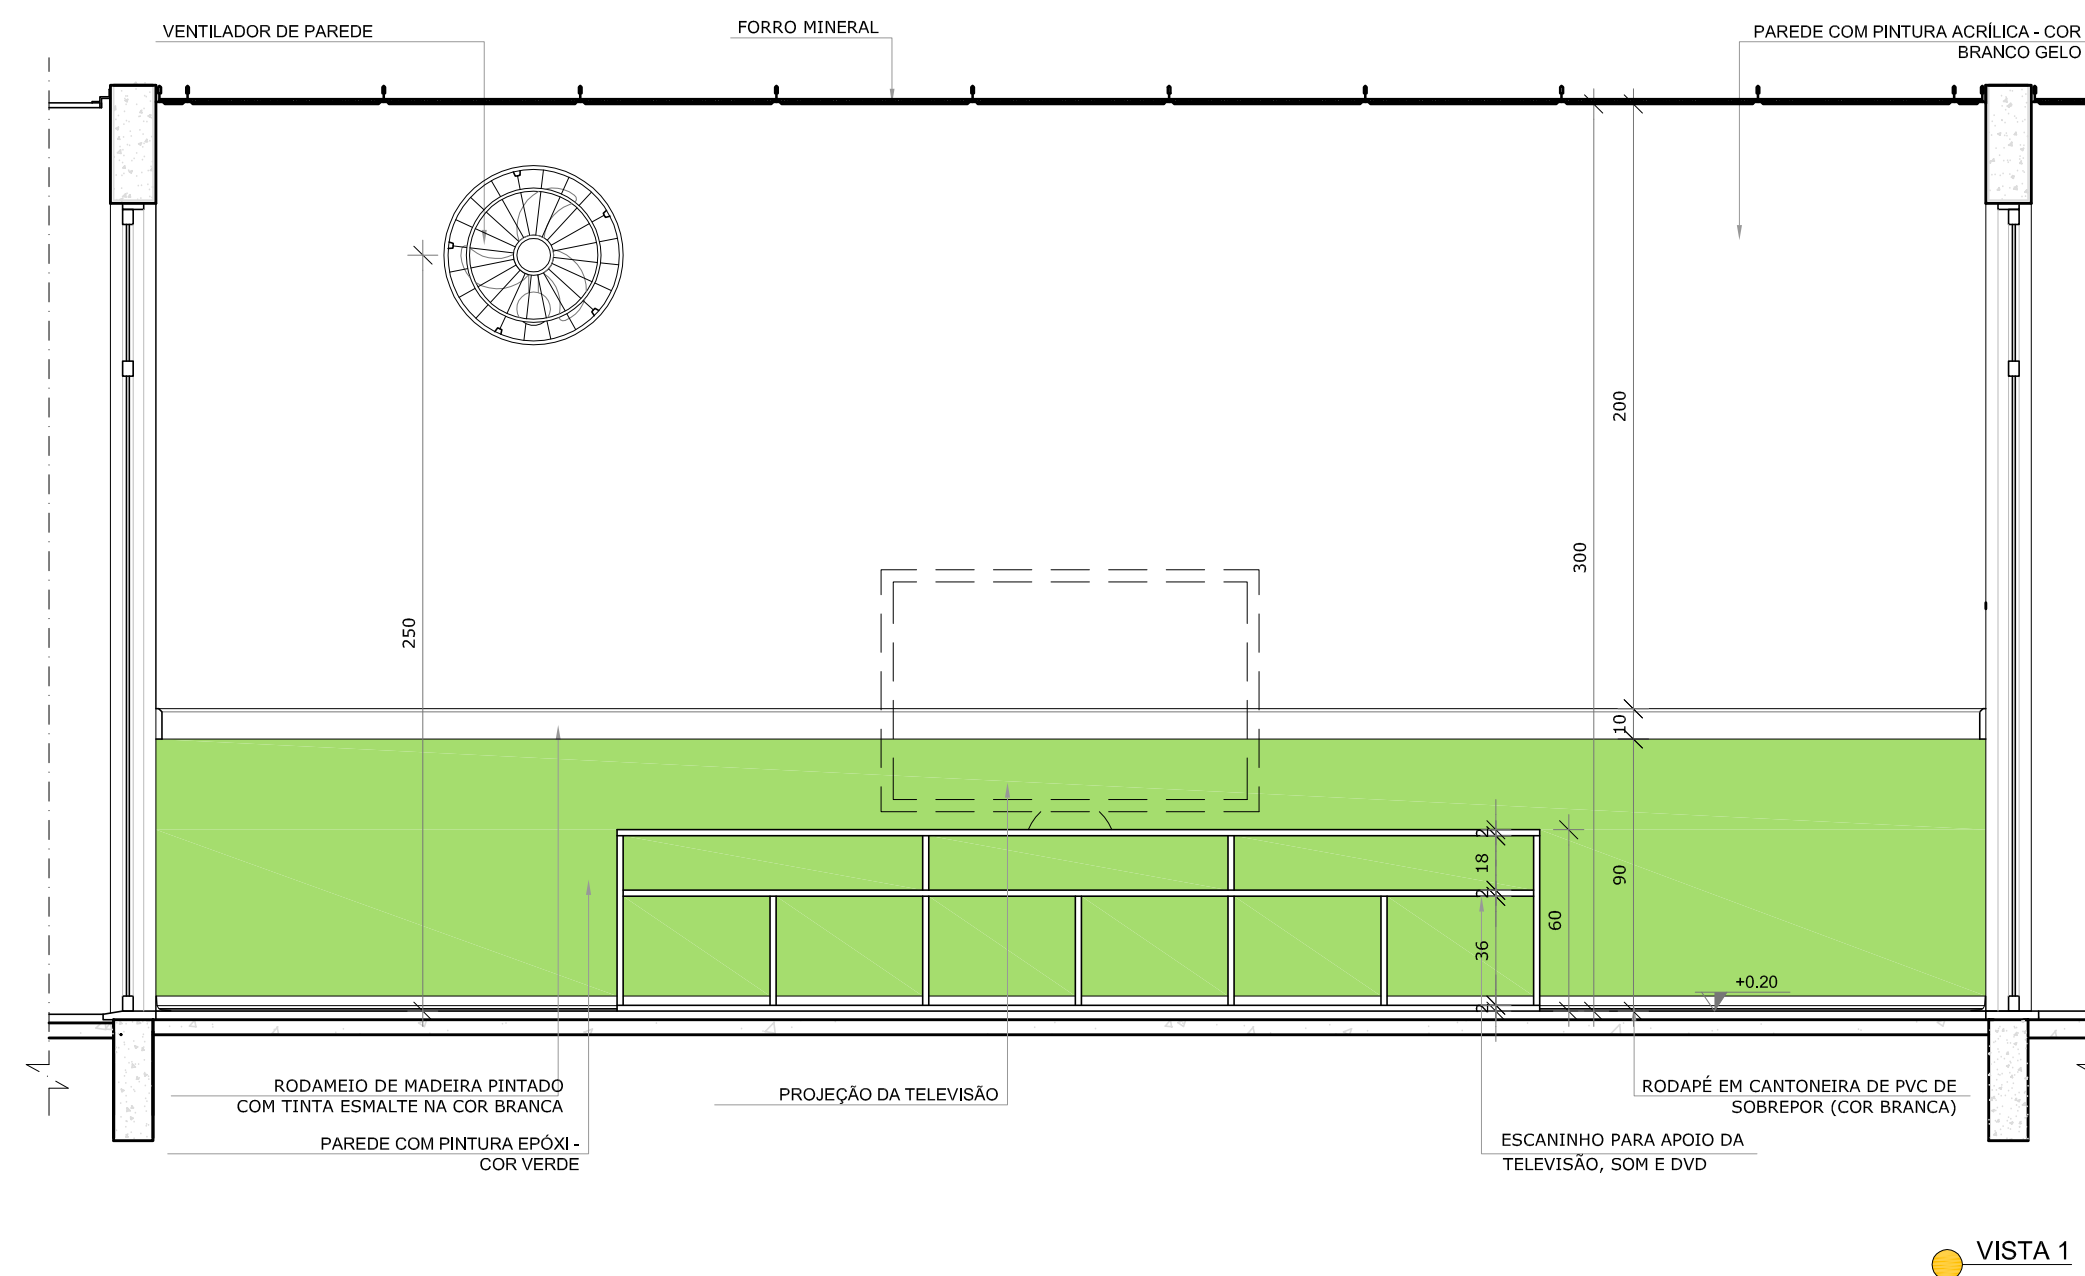 VENTILADOR DE PAREDE
FORRO MINERAL
PAREDE COM PINTURA ACRÍLICA - COR
BRANCO GELO
200
300
250
10
2
18
2
36
2
60
90
+0.20
RODAMEIO DE MADEIRA PINTADO
COM TINTA ESMALTE NA COR BRANCA
PAREDE COM PINTURA EPÓXI -
COR VERDE
PROJEÇÃO DA TELEVISÃO
RODAPÉ EM CANTONEIRA DE PVC DE
SOBREPOR (COR BRANCA)
ESCANINHO PARA APOIO DA
TELEVISÃO, SOM E DVD
VISTA 1